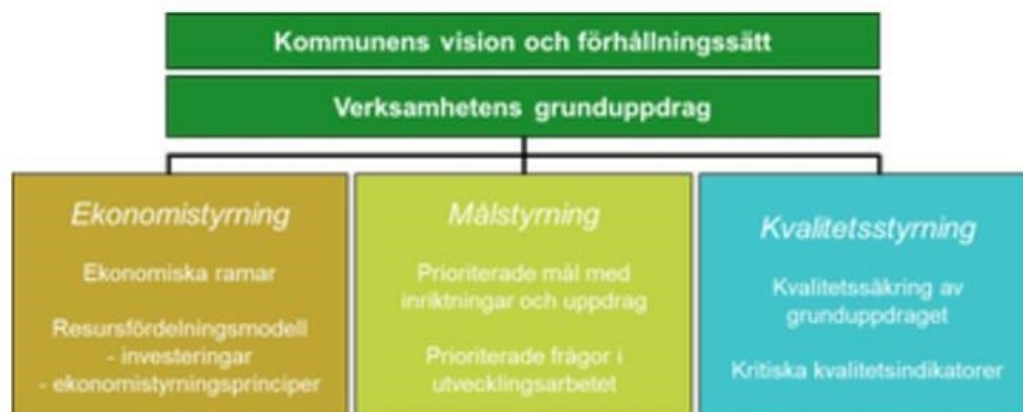 Kommunens vision och förhållningssätt
Verksamhetens grunduppdrag
Ekonomistyrning
Ekonomiska ramar
Resursfördelningsmodell
- investeringar
- ekonomistyrningsprinciper
Målstyrning
Prioriterade mål med
inriktningar och uppdrag
Prioriterade frågor i
utvecklingsarbetet
Kvalitetsstyrning
Kvalitetssäkring av
grunduppdraget
Kritiska kvalitetsindikatorer